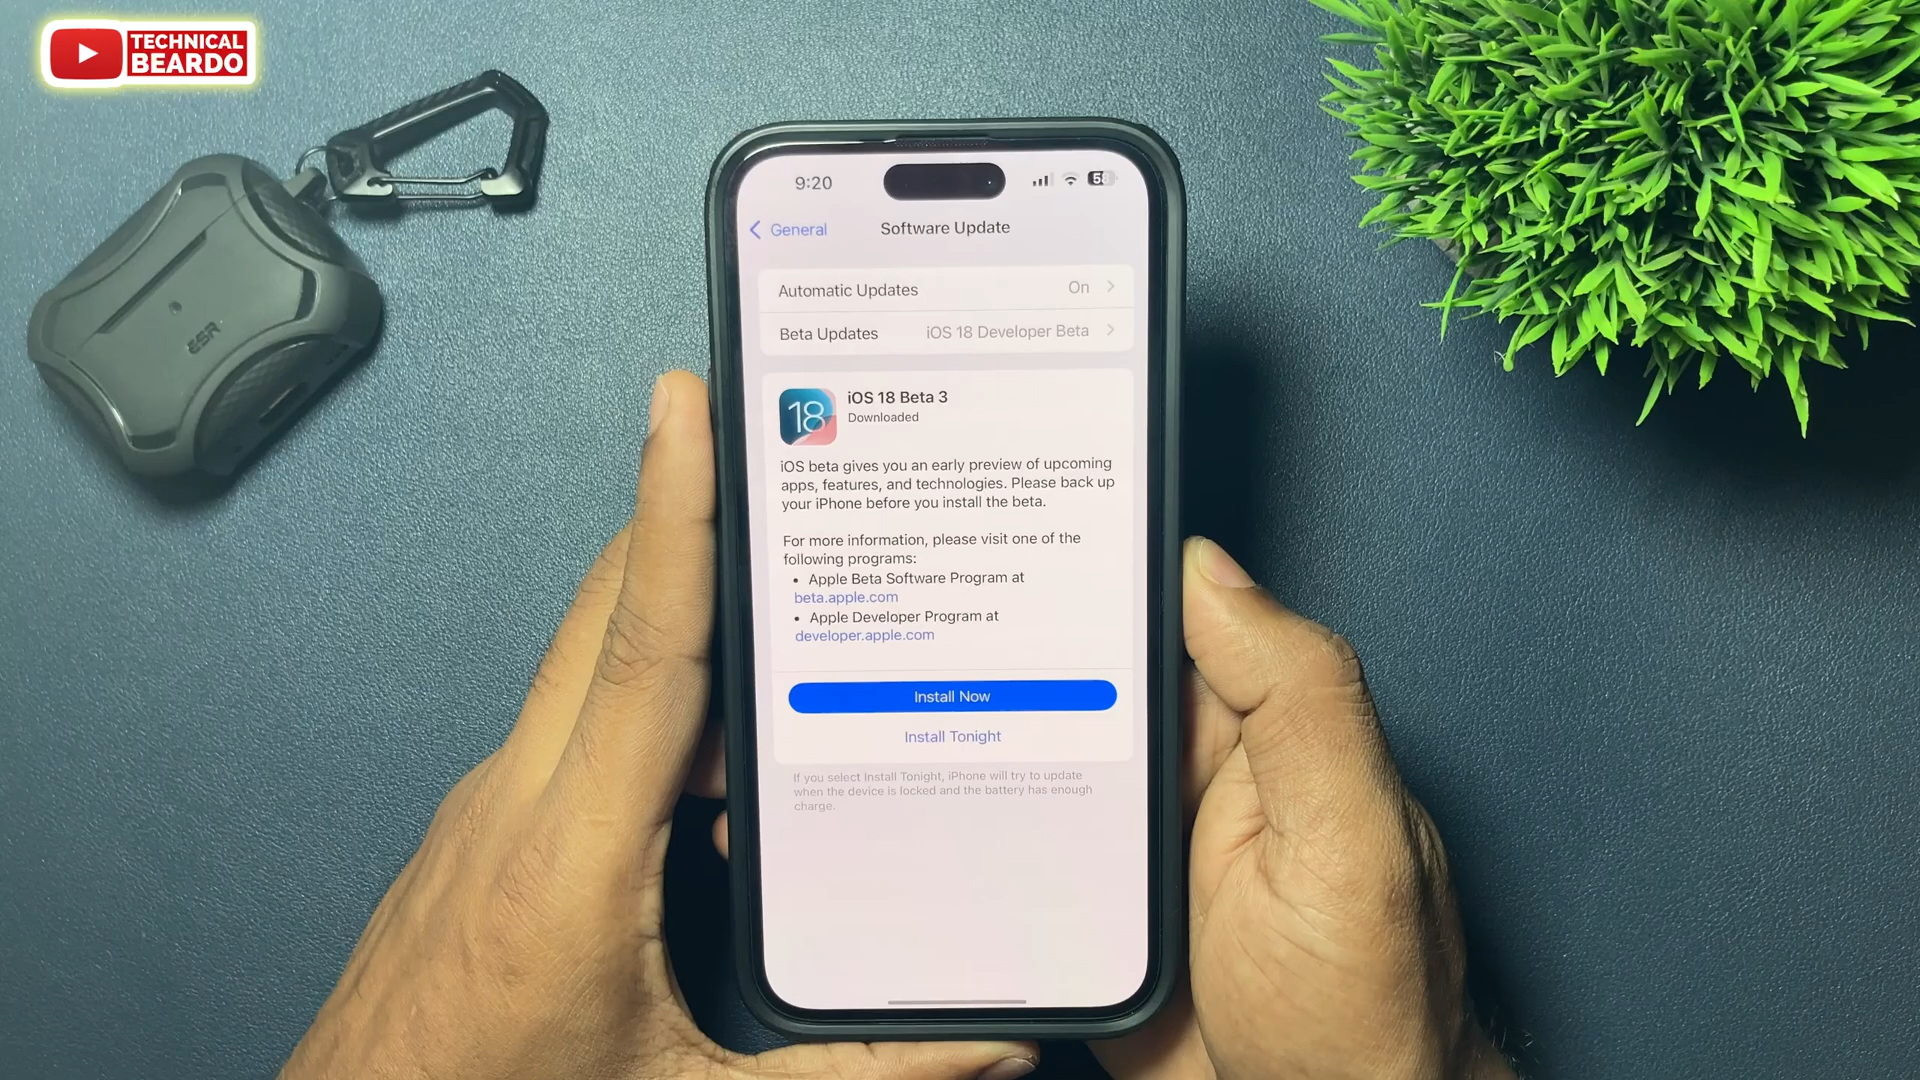 TECHNICAL
BEARDO
ESR
9:20
58
General
Software Update
Automatic Updates On
Beta Updates iOS 18 Developer Beta
18
iOS 18 Beta 3
Downloaded
iOS beta gives you an early preview of upcoming
apps, features, and technologies. Please back up
your iPhone before you install the beta.
For more information, please visit one of the
following programs:
• Apple Beta Software Program at
beta.apple.com
• Apple Developer Program at
developer.apple.com
Install Now
Install Tonight
If you select Install Tonight, iPhone will try to update
when the device is locked and the battery has enough
charge.